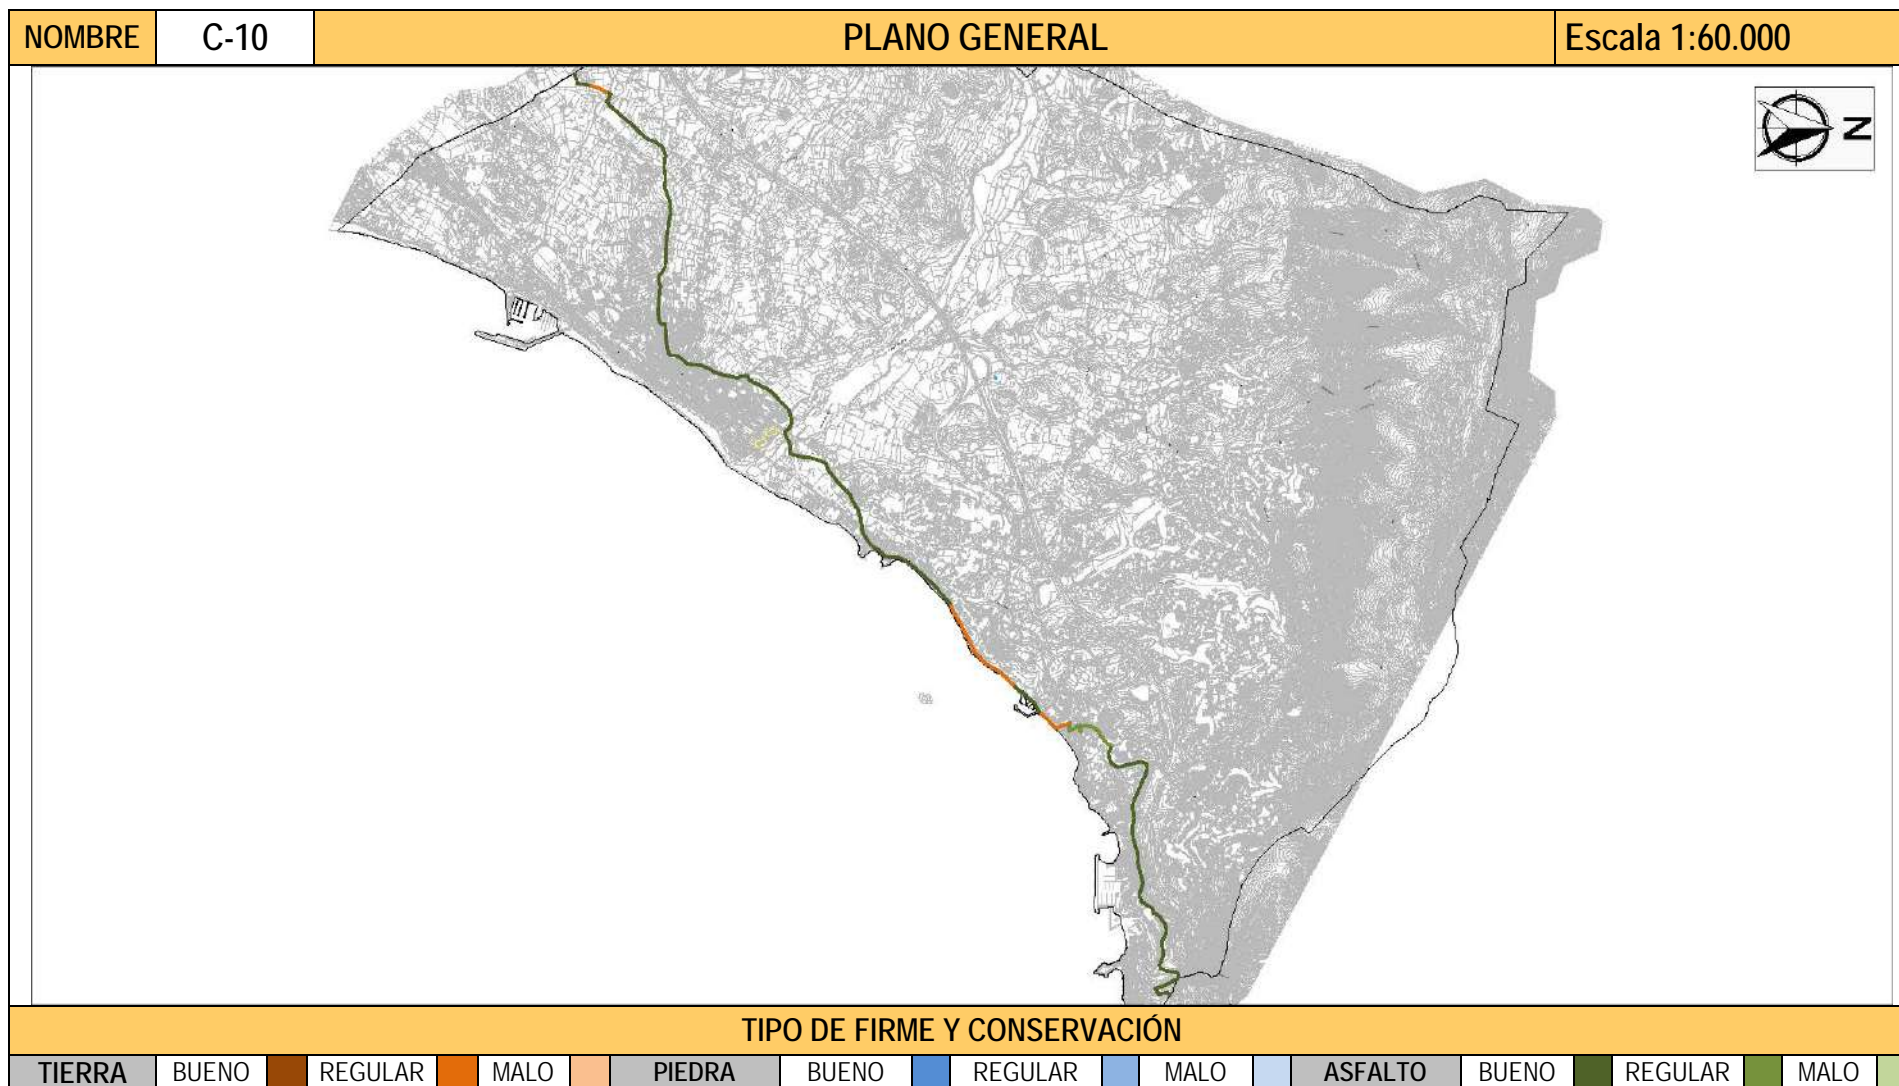 NOMBRE C-10 PLANO GENERAL Escala 1:60.000
N
TIPO DE FIRME Y CONSERVACIÓN
TIERRA BUENO REGULAR MALO PIEDRA BUENO REGULAR MALO ASFALTO BUENO REGULAR MALO